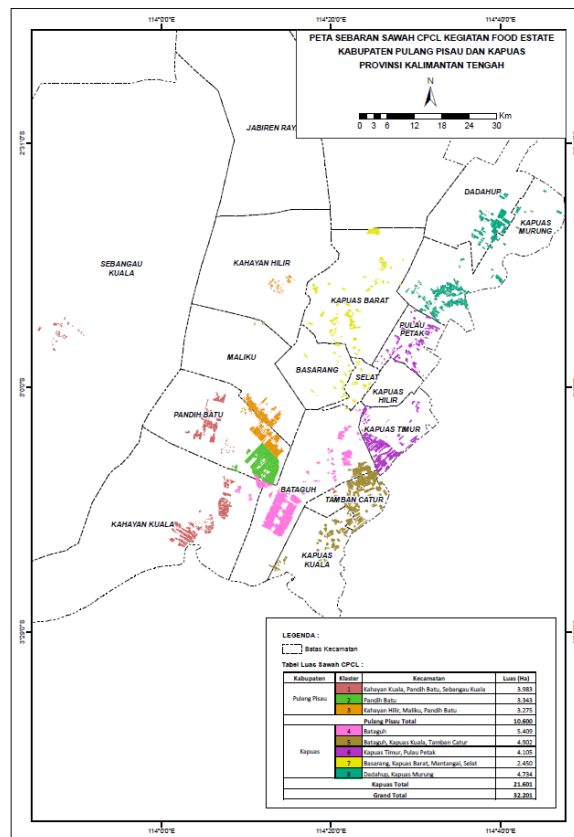 114°0'0"E 114°20'0"E 114°40'0"E
PETA SEBARAN SAWAH CPCL KEGIATAN FOOD ESTATE
KABUPATEN PULANG PISAU DAN KAPUAS
PROVINSI KALIMANTAN TENGAH
N
Km
0 3 6 12 18 24 30
JABIREN RAYA
DADAHUP
KAPUAS
MURUNG
SEBANGAU
KUALA
KAHAYAN HILIR
KAPUAS BARAT
PULAU
PETAK
MALIKU
BASARANG
SELAT
KAPUAS
HILIR
PANDIH BATU
KAPUAS TIMUR
BATAGUH
TAMBAN CATUR
KAHAYAN KUALA
KAPUAS
KUALA
3°0'0"S
LEGENDA :
Batas Kecamatan
Tabel Luas Sawah CPCL :
Kabupaten Klaster Kecamatan Luas (Ha)
Pulang Pisau
1 Kahayan Kuala, Pandih Batu, Sebangau Kuala 3.983
2 Pandih Batu 3.343
3 Kahayan Hilir, Maliku, Pandih Batu 3.275
Pulang Pisau Total 10.600
Kapuas
4 Bataguh 5.409
5 Bataguh, Kapuas Kuala, Tamban Catur 4.902
6 Kapuas Timur, Pulau Petak 4.105
7 Basarang, Kapuas Barat, Mantangai, Selat 2.450
8 Dadahup, Kapuas Murung 4.734
Kapuas Total 21.601
Grand Total 32.201
114°0'0"E 114°20'0"E 114°40'0"E